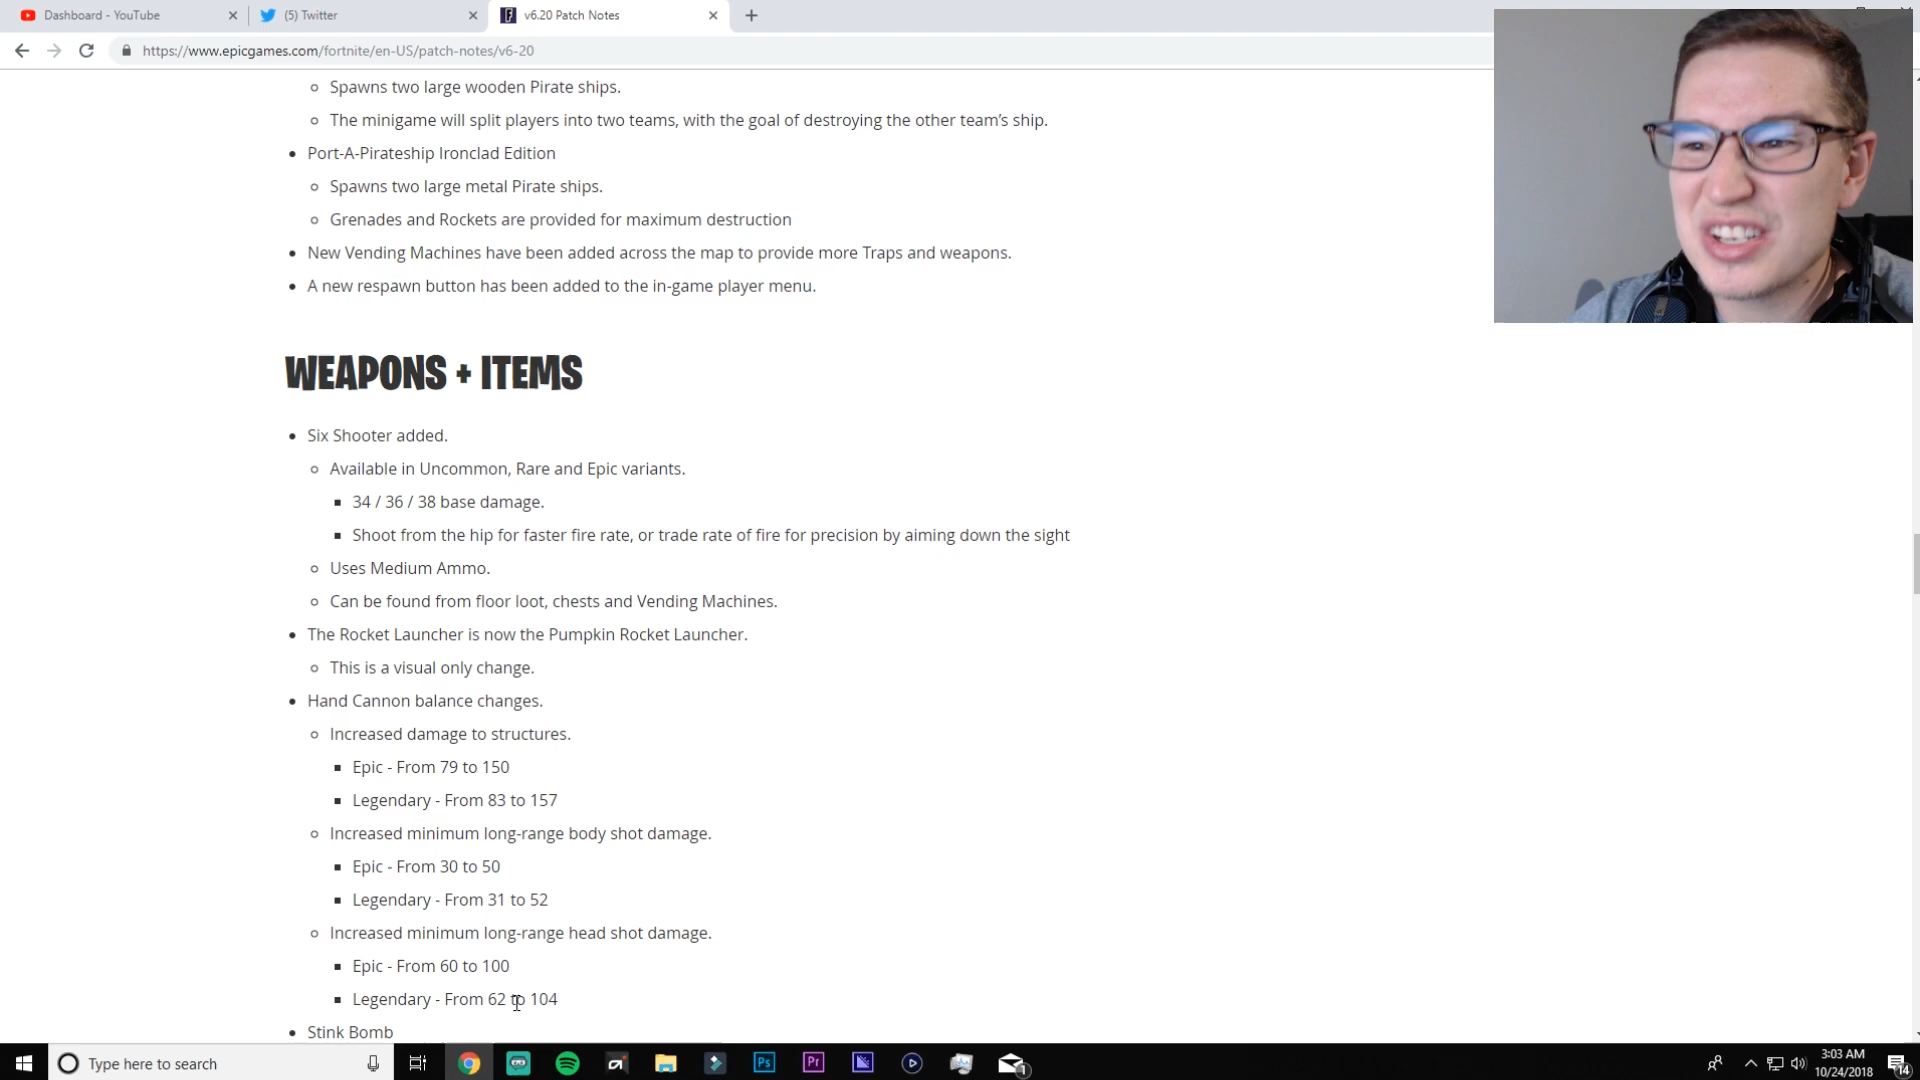 Dashboard - YouTube
(5) Twitter
v6.20 Patch Notes
https://www.epicgames.com/fortnite/en-US/patch-notes/v6-20
Spawns two large wooden Pirate ships.
The minigame will split players into two teams, with the goal of destroying the other team's ship.
Port-A-Pirateship Ironclad Edition
Spawns two large metal Pirate ships.
Grenades and Rockets are provided for maximum destruction
New Vending Machines have been added across the map to provide more Traps and weapons.
A new respawn button has been added to the in-game player menu.
WEAPONS + ITEMS
Six Shooter added.
Available in Uncommon, Rare and Epic variants.
34 / 36 / 38 base damage.
Shoot from the hip for faster fire rate, or trade rate of fire for precision by aiming down the sight
Uses Medium Ammo.
Can be found from floor loot, chests and Vending Machines.
The Rocket Launcher is now the Pumpkin Rocket Launcher.
This is a visual only change.
Hand Cannon balance changes.
Increased damage to structures.
Epic - From 79 to 150
Legendary - From 83 to 157
Increased minimum long-range body shot damage.
Epic - From 30 to 50
Legendary - From 31 to 52
Increased minimum long-range head shot damage.
Epic - From 60 to 100
Legendary - From 62 to 104
Stink Bomb
Type here to search
Ps
Pr
1
3:03 AM
10/24/2018
14